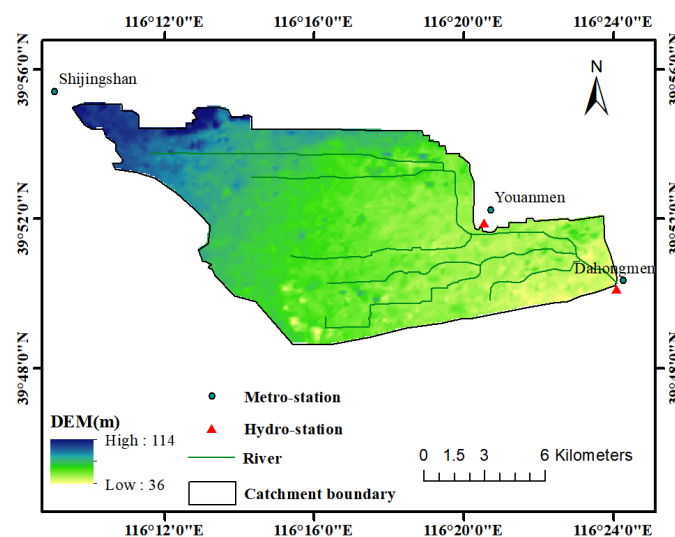 116°12'0"E 116°16'0"E 116°20'0"E 116°24'0"E
39°56'0"N 39°56'0"N
Shijingshan
N
Youanmen
39°52'0"N 39°52'0"N
Dahongmen
39°48'0"N 39°48'0"N
Metro-station
DEM(m)
High : 114
Hydro-station
River
0 1.5 3 6 Kilometers
Low : 36
Catchment boundary
116°12'0"E 116°16'0"E 116°20'0"E 116°24'0"E